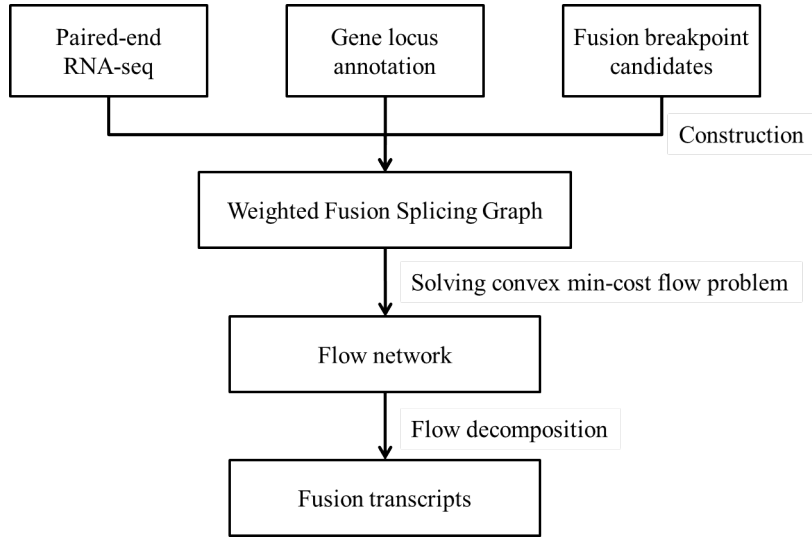 Paired-end
RNA-seq
Gene locus
annotation
Fusion breakpoint
candidates
Construction
Weighted Fusion Splicing Graph
Solving convex min-cost flow problem
Flow network
Flow decomposition
Fusion transcripts